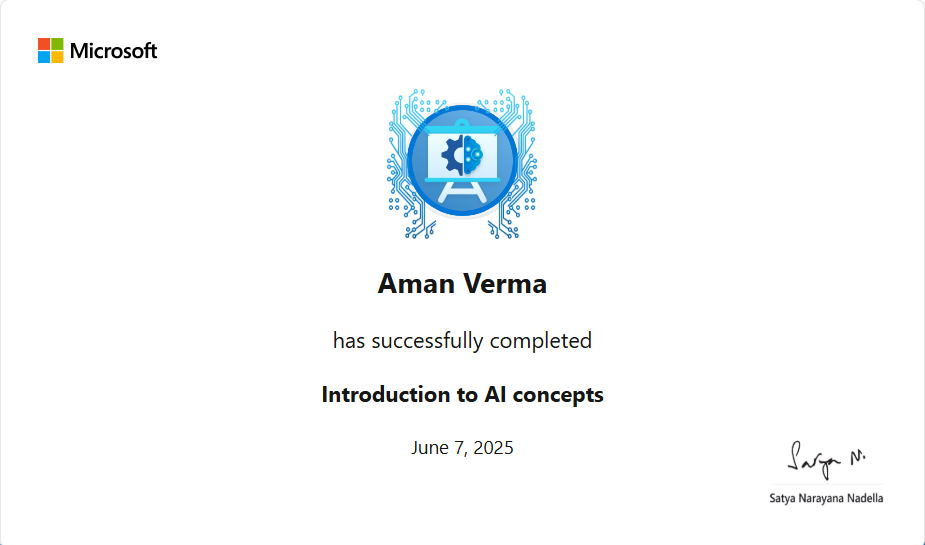 Microsoft
Aman Verma
has successfully completed
Introduction to AI concepts
June 7, 2025
Satya N.
Satya Narayana Nadella